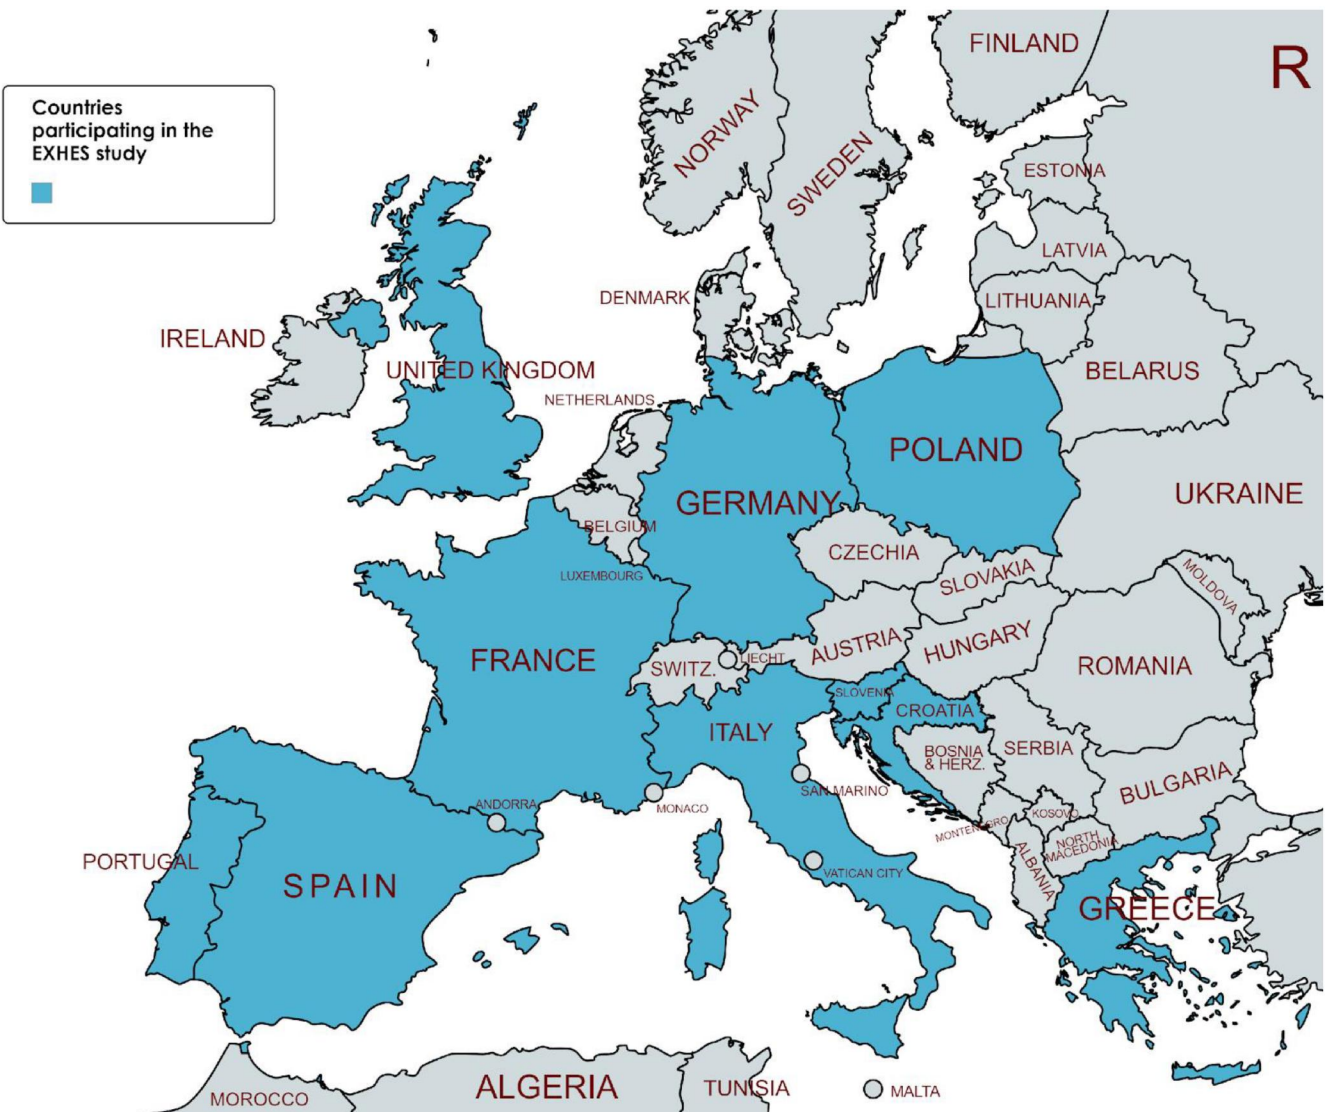 FINLAND
R
Countries
participating in the
EXHES study
NORWAY
SWEDEN
ESTONIA
LATVIA
DENMARK
LITHUANIA
IRELAND
UNITED KINGDOM
BELARUS
NETHERLANDS
POLAND
GERMANY
UKRAINE
BELGIUM
CZECHIA
LUXEMBOURG
SLOVAKIA
MOLDOVA
AUSTRIA
HUNGARY
FRANCE
SWITZ.
LIECHT
ROMANIA
SLOVENIA
CROATIA
ITALY
BOSNIA
& HERZ.
SERBIA
BULGARIA
SAN MARINO
ANDORRA
MONACO
MONTENEGRO
KOSOVO
NORTH
MACEDONIA
ALBANIA
PORTUGAL
SPAIN
VATICAN CITY
GREECE
ALGERIA
TUNISIA
MALTA
MOROCCO